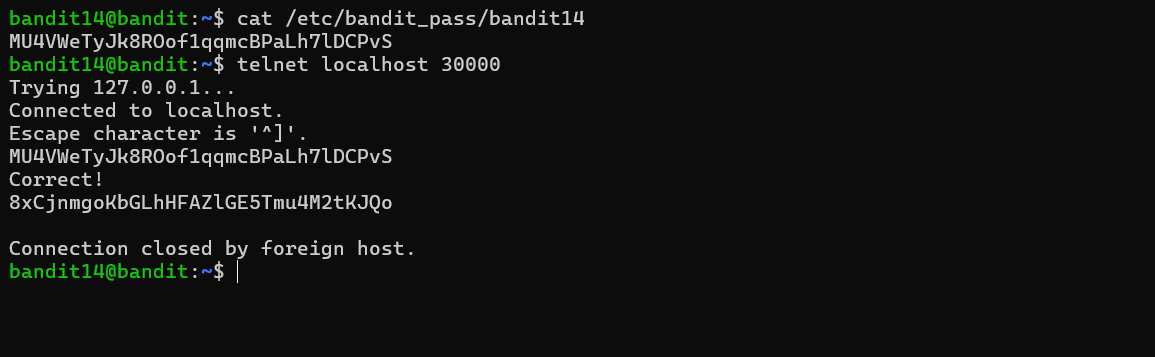 bandit14@bandit:~$ cat /etc/bandit_pass/bandit14
MU4VWeTyJk8ROof1qqmcBPaLh7lDCPvS
bandit14@bandit:~$ telnet localhost 30000
Trying 127.0.0.1...
Connected to localhost.
Escape character is '^]'.
MU4VWeTyJk8ROof1qqmcBPaLh7lDCPvS
Correct!
8xCjnmgoKbGLhHFAZlGE5Tmu4M2tKJQo

Connection closed by foreign host.
bandit14@bandit:~$